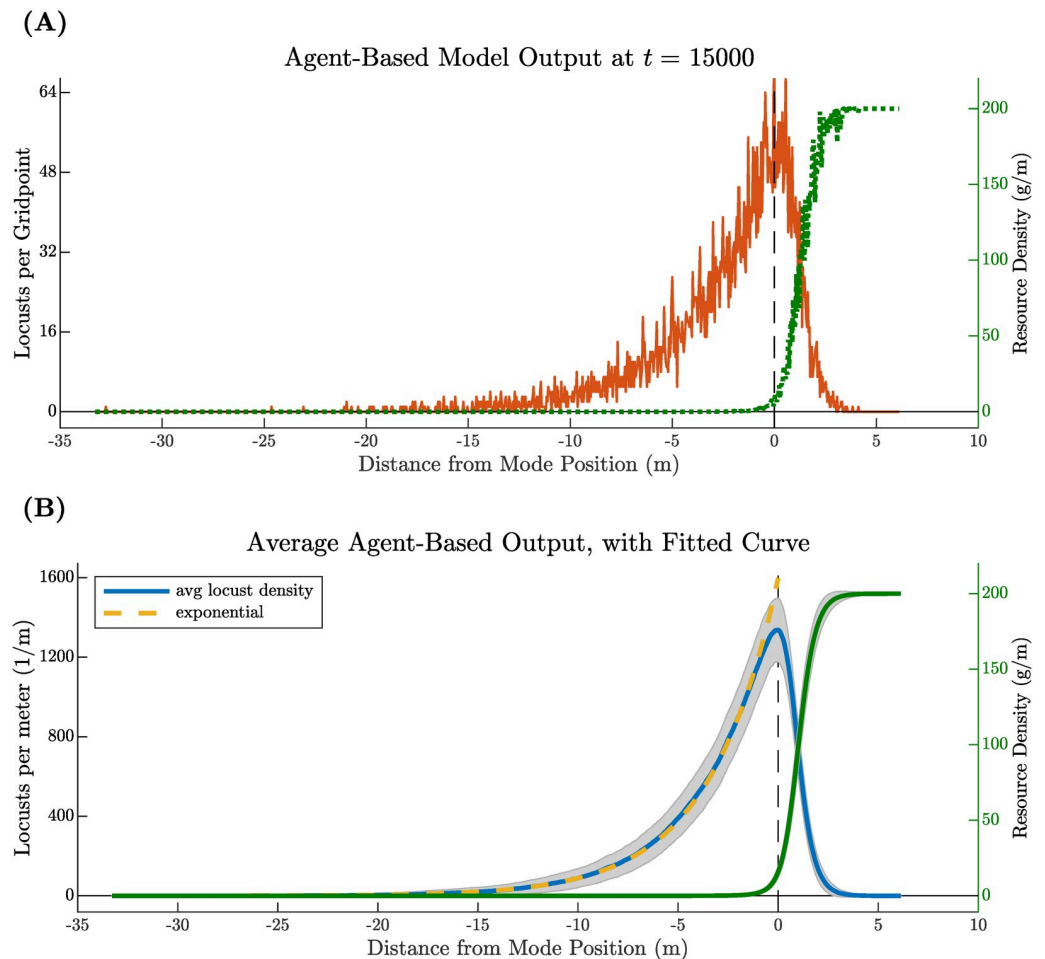 (A)
Agent-Based Model Output at t = 15000
Locusts per Gridpoint
64
48
32
16
0
200
150
100
50
0
Resource Density (g/m)
-35 -30 -25 -20 -15 -10 -5 0 5 10
Distance from Mode Position (m)
(B)
Average Agent-Based Output, with Fitted Curve
Locusts per meter (1/m)
1600
1200
800
400
0
avg locust density
exponential
200
150
100
50
0
Resource Density (g/m)
-35 -30 -25 -20 -15 -10 -5 0 5 10
Distance from Mode Position (m)